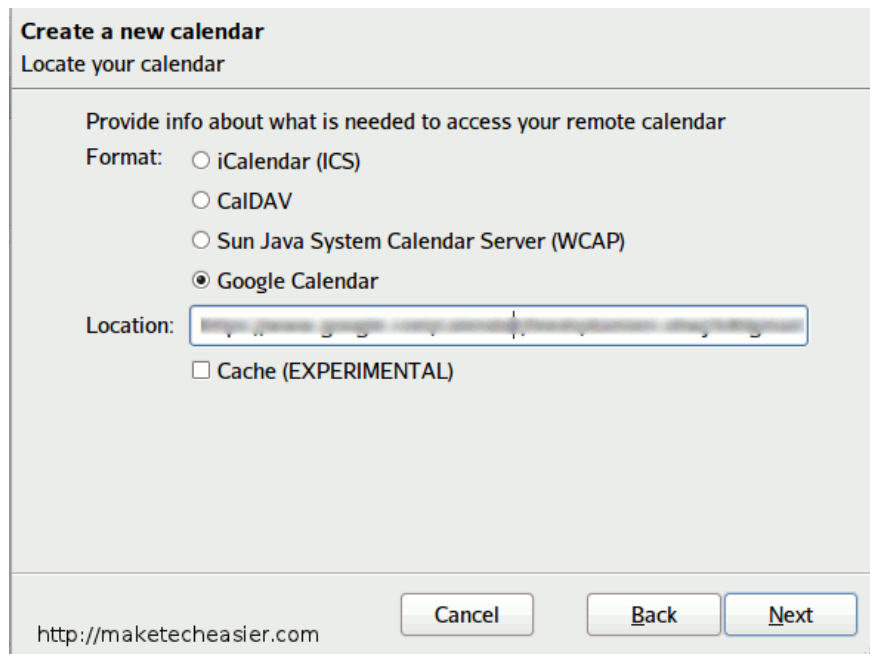 Create a new calendar
Locate your calendar
Provide info about what is needed to access your remote calendar
Format:
iCalendar (ICS)
CalDAV
Sun Java System Calendar Server (WCAP)
Google Calendar
Location:
Cache (EXPERIMENTAL)
Cancel
Back
Next
http://maketecheasier.com